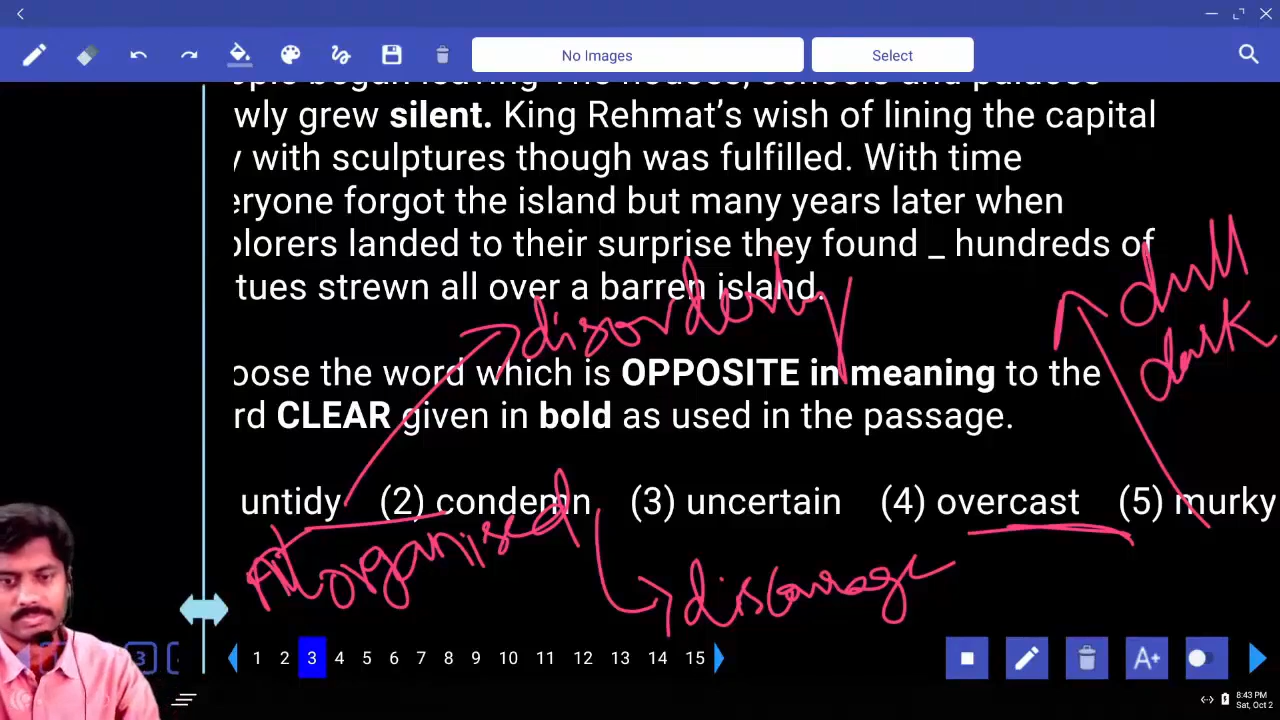 No Images
Select
wly grew silent. King Rehmat's wish of lining the capital
y with sculptures though was fulfilled. With time
eryone forgot the island but many years later when
plorers landed to their surprise they found _ hundreds of
tues strewn all over a barren island.
disorderly
dull
dark
oose the word which is OPPOSITE in meaning to the
rd CLEAR given in bold as used in the passage.
untidy (2) condemn (3) uncertain (4) overcast (5) murky
organised
discourage
1 2 3 4 5 6 7 8 9 10 11 12 13 14 15
A+
8:43 PM
Sat, Oct 2